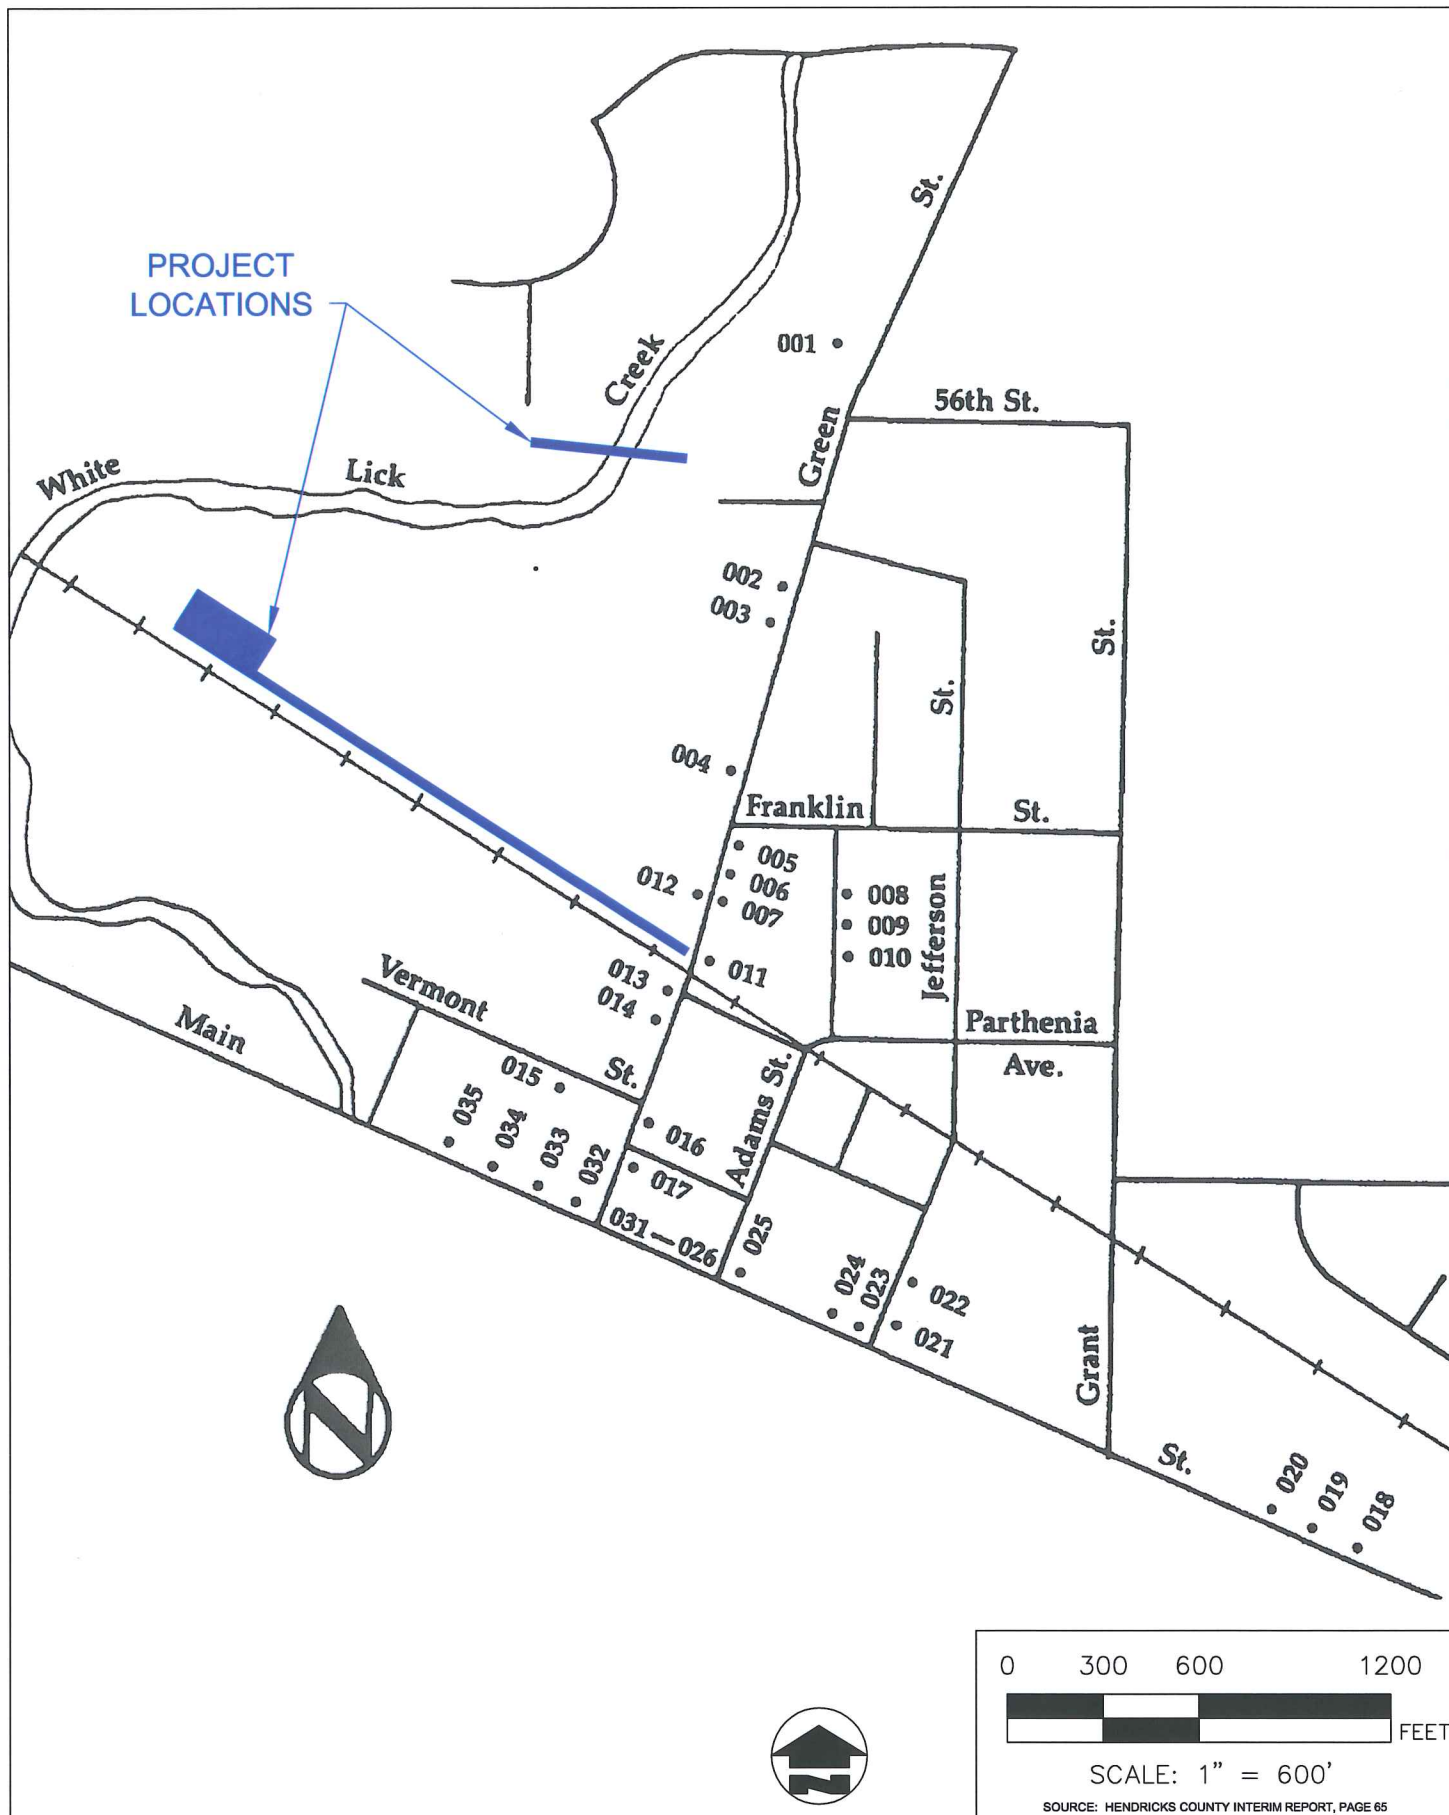 PROJECT
LOCATIONS
St.
Creek
001
56th St.
Green
White
Lick
002
003
St.
St.
004
Franklin
St.
005
006
007
012
008
009
010
Jefferson
011
013
014
Vermont
St.
Main
Parthenia
Ave.
Adams St.
015
035
034
033
032
016
017
031—026
025
024
023
022
021
Grant
St.
020
019
018
N
0 300 600 1200
FEET
SCALE: 1" = 600'
SOURCE: HENDRICKS COUNTY INTERIM REPORT, PAGE 65
N